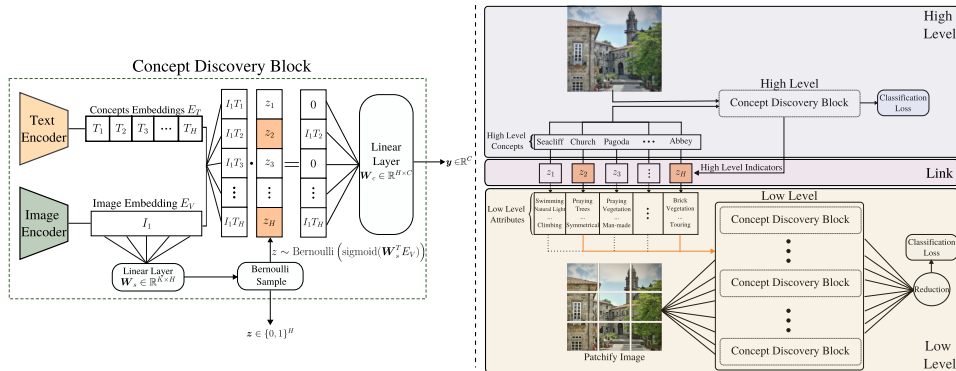 Concept Discovery Block
Text
Encoder
Concepts Embeddings E_T
T_1 T_2 T_3 ... T_H
Image
Encoder
Image Embedding E_V
I_1
Linear Layer
W_s ∈ ℝ^{K×H}
Bernoulli
Sample
z ∼ Bernoulli (sigmoid(W_s^T E_V))
z ∈ {0, 1}^H
I_1T_1 z_1 0
I_1T_2 z_2 I_1T_2
I_1T_3 · z_3 = 0
⋮ ⋮ ⋮
I_1T_H z_H I_1T_H
Linear
Layer
W_c ∈ ℝ^{H×C}
y ∈ ℝ^C
High
Level
High Level
Concept Discovery Block
Classification
Loss
High Level
Concepts
Seacliff Church Pagoda ... Abbey
z_1 z_2 z_3 ⋮ z_H
High Level Indicators
Link
Low Level
Low Level
Attributes
Swimming
Natural Light
...
Climbing
Praying
Trees
...
Symmetrical
Praying
Vegetation
...
Man-made
⋮
Brick
Vegetation
...
Touring
Concept Discovery Block
Concept Discovery Block
Concept Discovery Block
Classification
Loss
Reduction
Patchify Image
Low
Level